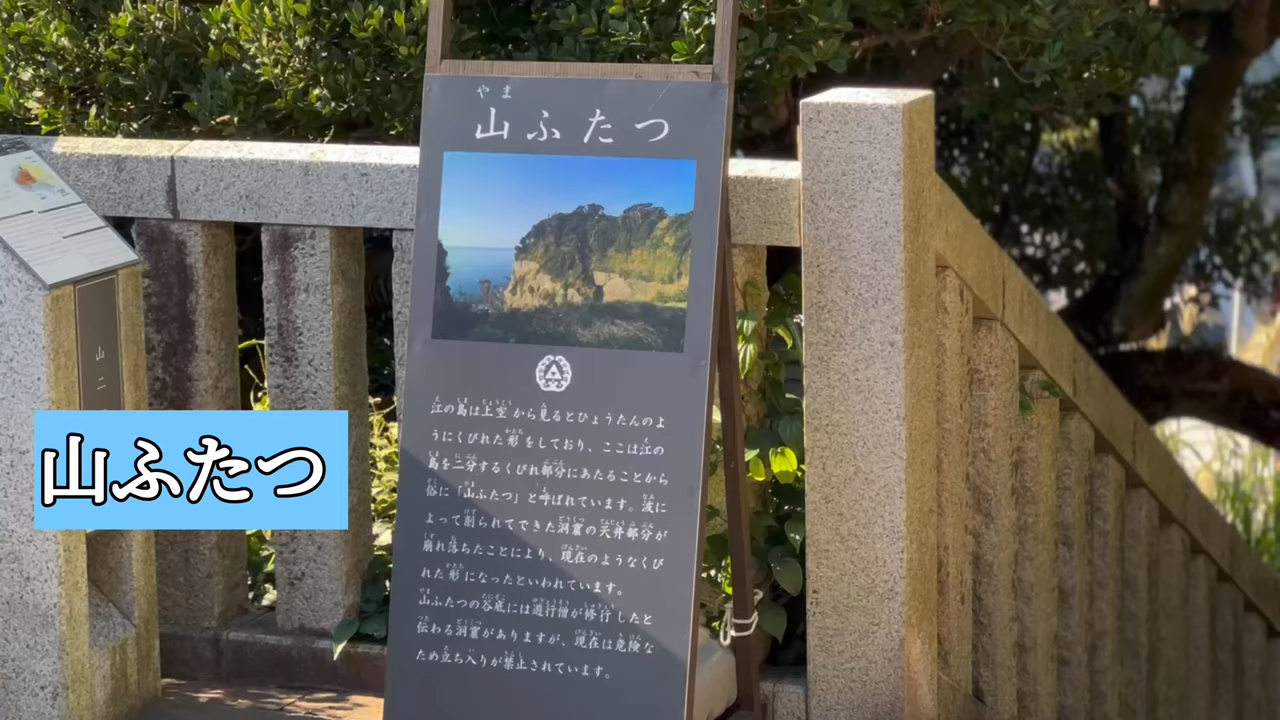 山ふたつ
江の島は上空から見るとひょうたんのよ
うにくびれた形をしており、ここは江の
島を二分するくびれ部分にあたることから
俗に「山ふたつ」と呼ばれています。波に
よって削られてできた洞窟の天井部分が
崩れ落ちたことにより、現在のようなくび
れた形になったといわれています。
山ふたつの谷底には遊行僧が修行したと
伝わる洞窟がありますが、現在は危険な
ため立ち入りが禁止されています。
山二
山ふたつ